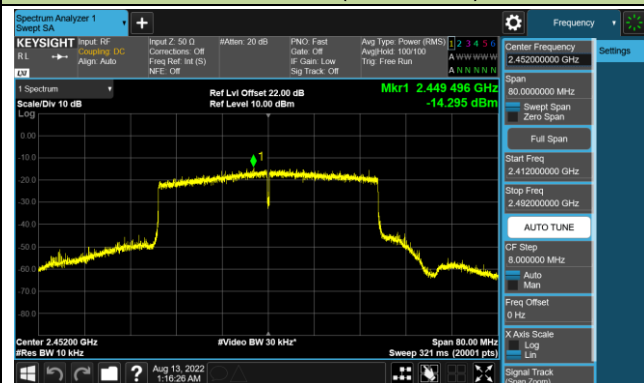 Spectrum Analyzer 1
Swept SA
Frequency
KEYSIGHT
RL
LXI
Input: RF
Coupling: DC
Align: Auto
Input Z: 50 Ω
Corrections: Off
Freq Ref: Int (S)
NFE: Off
#Atten: 20 dB
PNO: Fast
Gate: Off
IF Gain: Low
Sig Track: Off
Avg Type: Power (RMS)
Avg|Hold: 100/100
Trig: Free Run
1 2 3 4 5 6
A W W W W W
A N N N N N
Center Frequency
2.452000000 GHz
Settings
Span
80.0000000 MHz
Swept Span
Zero Span
Full Span
Start Freq
2.412000000 GHz
Stop Freq
2.492000000 GHz
AUTO TUNE
CF Step
8.000000 MHz
Auto
Man
Freq Offset
0 Hz
X Axis Scale
Log
Lin
Signal Track
(Span Zoom)
1 Spectrum
Scale/Div 10 dB
Log
Ref Lvl Offset 22.00 dB
Ref Level 10.00 dBm
Mkr1 2.449 496 GHz
-14.295 dBm
0.00
-10.0
-20.0
-30.0
-40.0
-50.0
-60.0
-70.0
-80.0
1
Center 2.45200 GHz
#Res BW 10 kHz
#Video BW 30 kHz*
Span 80.00 MHz
Sweep 321 ms (20001 pts)
?
Aug 13, 2022
1:16:26 AM